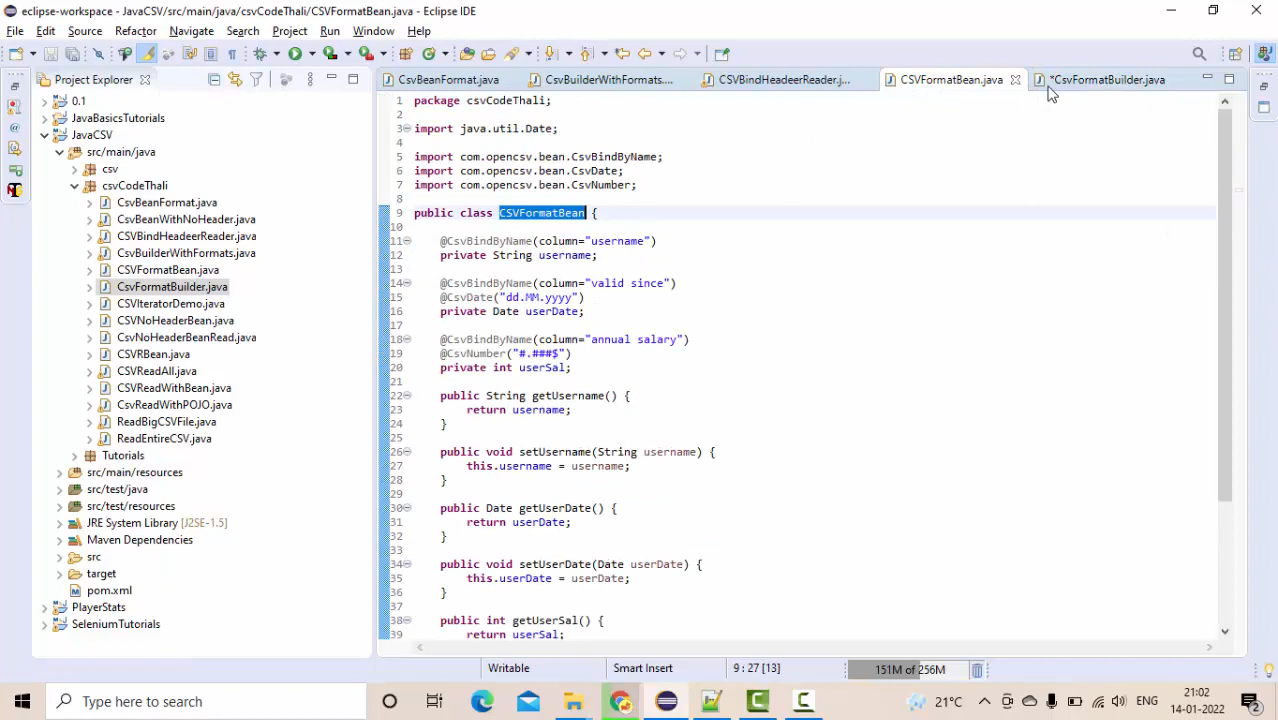 eclipse-workspace - JavaCSV/src/main/java/csvCodeThali/CSVFormatBean.java - Eclipse IDE
File Edit Source Refactor Navigate Search Project Run Window Help
Project Explorer
0.1
JavaBasicsTutorials
JavaCSV
src/main/java
csv
csvCodeThali
CsvBeanFormat.java
CsvBeanWithNoHeader.java
CSVBindHeadeerReader.java
CsvBuilderWithFormats.java
CSVFormatBean.java
CsvFormatBuilder.java
CSVIteratorDemo.java
CSVNoHeaderBean.java
CsvNoHeaderBeanRead.java
CSVRBean.java
CSVReadAll.java
CSVReadWithBean.java
CsvReadWithPOJO.java
ReadBigCSVFile.java
ReadEntireCSV.java
Tutorials
src/main/resources
src/test/java
src/test/resources
JRE System Library [J2SE-1.5]
Maven Dependencies
src
target
pom.xml
PlayerStats
SeleniumTutorials
CsvBeanFormat.java CsvBuilderWithFormats.... CSVBindHeadeerReader.j... CSVFormatBean.java *CsvFormatBuilder.java
1 package csvCodeThali;
2
3 import java.util.Date;
4
5 import com.opencsv.bean.CsvBindByName;
6 import com.opencsv.bean.CsvDate;
7 import com.opencsv.bean.CsvNumber;
8
9 public class CSVFormatBean {
10
11 @CsvBindByName(column="username")
12 private String username;
13
14 @CsvBindByName(column="valid since")
15 @CsvDate("dd.MM.yyyy")
16 private Date userDate;
17
18 @CsvBindByName(column="annual salary")
19 @CsvNumber("#.###$")
20 private int userSal;
21
22 public String getUsername() {
23 return username;
24 }
25
26 public void setUsername(String username) {
27 this.username = username;
28 }
29
30 public Date getUserDate() {
31 return userDate;
32 }
33
34 public void setUserDate(Date userDate) {
35 this.userDate = userDate;
36 }
37
38 public int getUserSal() {
39 return userSal;
Writable Smart Insert 9 : 27 [13] 151M of 256M
Type here to search
21°C ENG 21:02
14-01-2022
2